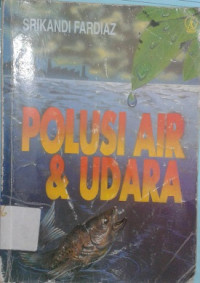 SRIKANDI FARDIAZ
POLUSI AIR
& UDARA